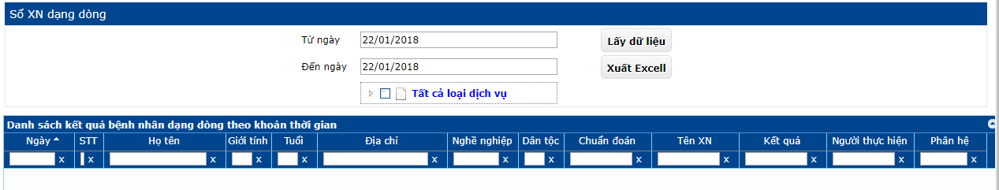 Sổ XN dạng dòng
Từ ngày 22/01/2018 Lấy dữ liệu
Đến ngày 22/01/2018 Xuất Excell
Tất cả loại dịch vụ
Danh sách kết quả bệnh nhân dạng dòng theo khoản thời gian
Ngày STT Họ tên Giới tính Tuổi Địa chỉ Nghề nghiệp Dân tộc Chuẩn đoán Tên XN Kết quả Người thực hiện Phân hệ
x x x x x x x x x x x x x